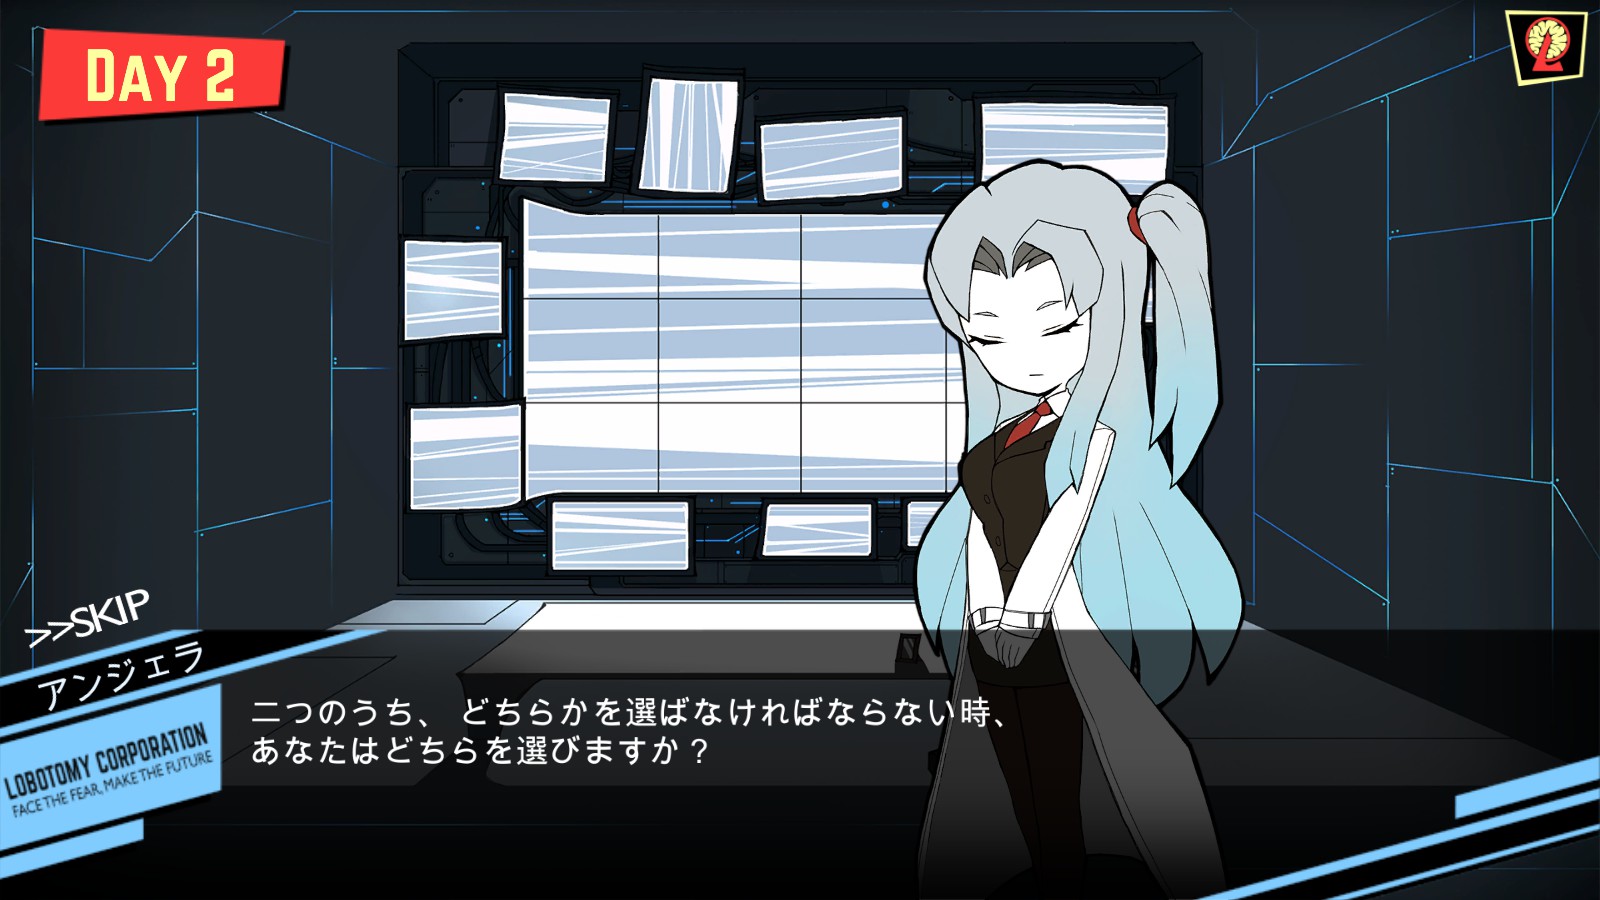 DAY 2
>>SKIP
アンジェラ
LOBOTOMY CORPORATION
FACE THE FEAR, MAKE THE FUTURE
二つのうち、 どちらかを選ばなければならない時、
あなたはどちらを選びますか？